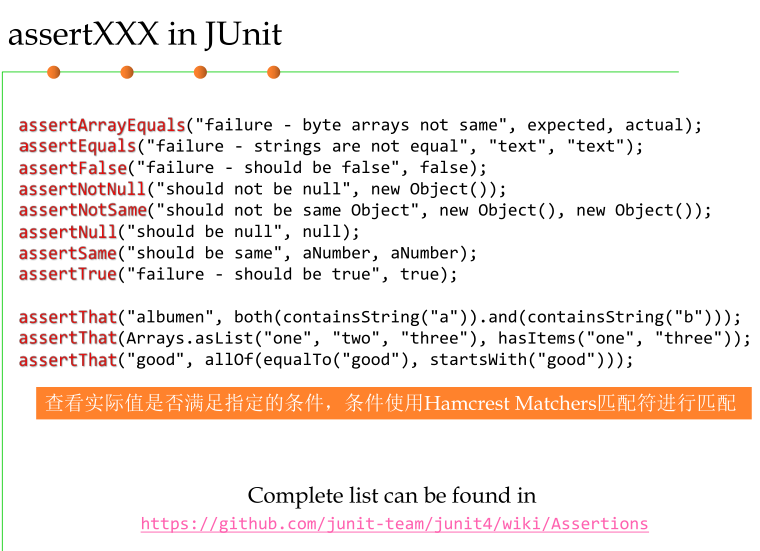 assertXXX in JUnit
assertArrayEquals("failure - byte arrays not same", expected, actual);
assertEquals("failure - strings are not equal", "text", "text");
assertFalse("failure - should be false", false);
assertNotNull("should not be null", new Object());
assertNotSame("should not be same Object", new Object(), new Object());
assertNull("should be null", null);
assertSame("should be same", aNumber, aNumber);
assertTrue("failure - should be true", true);
assertThat("albumen", both(containsString("a")).and(containsString("b")));
assertThat(Arrays.asList("one", "two", "three"), hasItems("one", "three"));
assertThat("good", allOf(equalTo("good"), startsWith("good")));
查看实际值是否满足指定的条件，条件使用Hamcrest Matchers匹配符进行匹配
Complete list can be found in
https://github.com/junit-team/junit4/wiki/Assertions